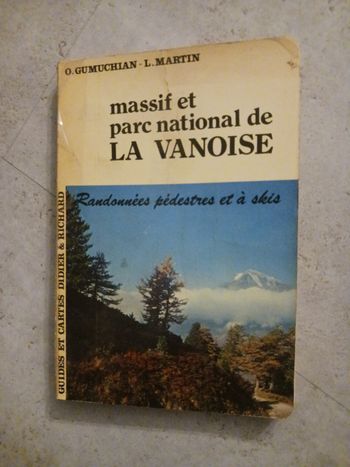 O. GUMUCHIAN - L. MARTIN
massif et
parc national de
LA VANOISE
Randonnées pédestres et à skis
GUIDES ET CARTES DIDIER & RICHARD